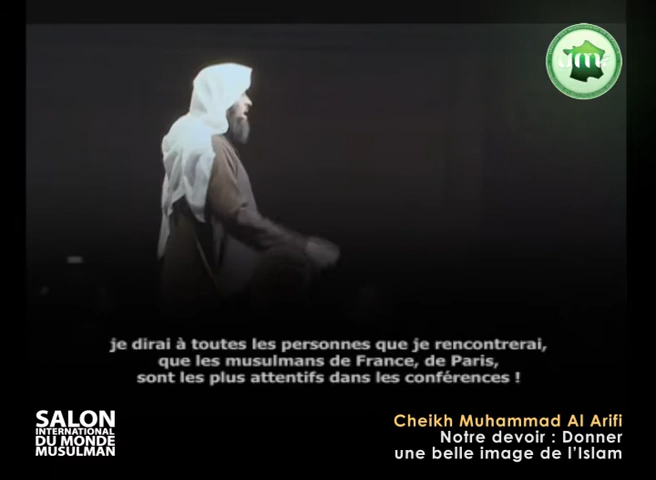 umf
je dirai à toutes les personnes que je rencontrerai,
que les musulmans de France, de Paris,
sont les plus attentifs dans les conférences !
SALON
INTERNATIONAL
DU MONDE
MUSULMAN
Cheikh Muhammad Al Arifi
Notre devoir : Donner
une belle image de l'Islam